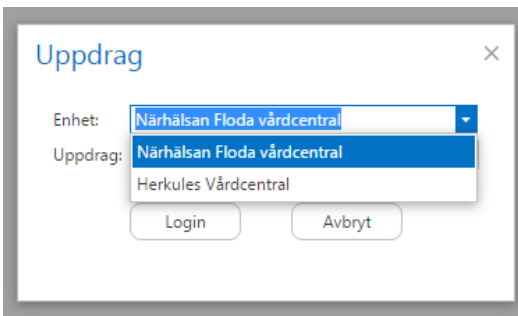 Uppdrag
Enhet: Närhälsan Floda vårdcentral
Uppdrag: Närhälsan Floda vårdcentral
Herkules Vårdcentral
Login Avbryt